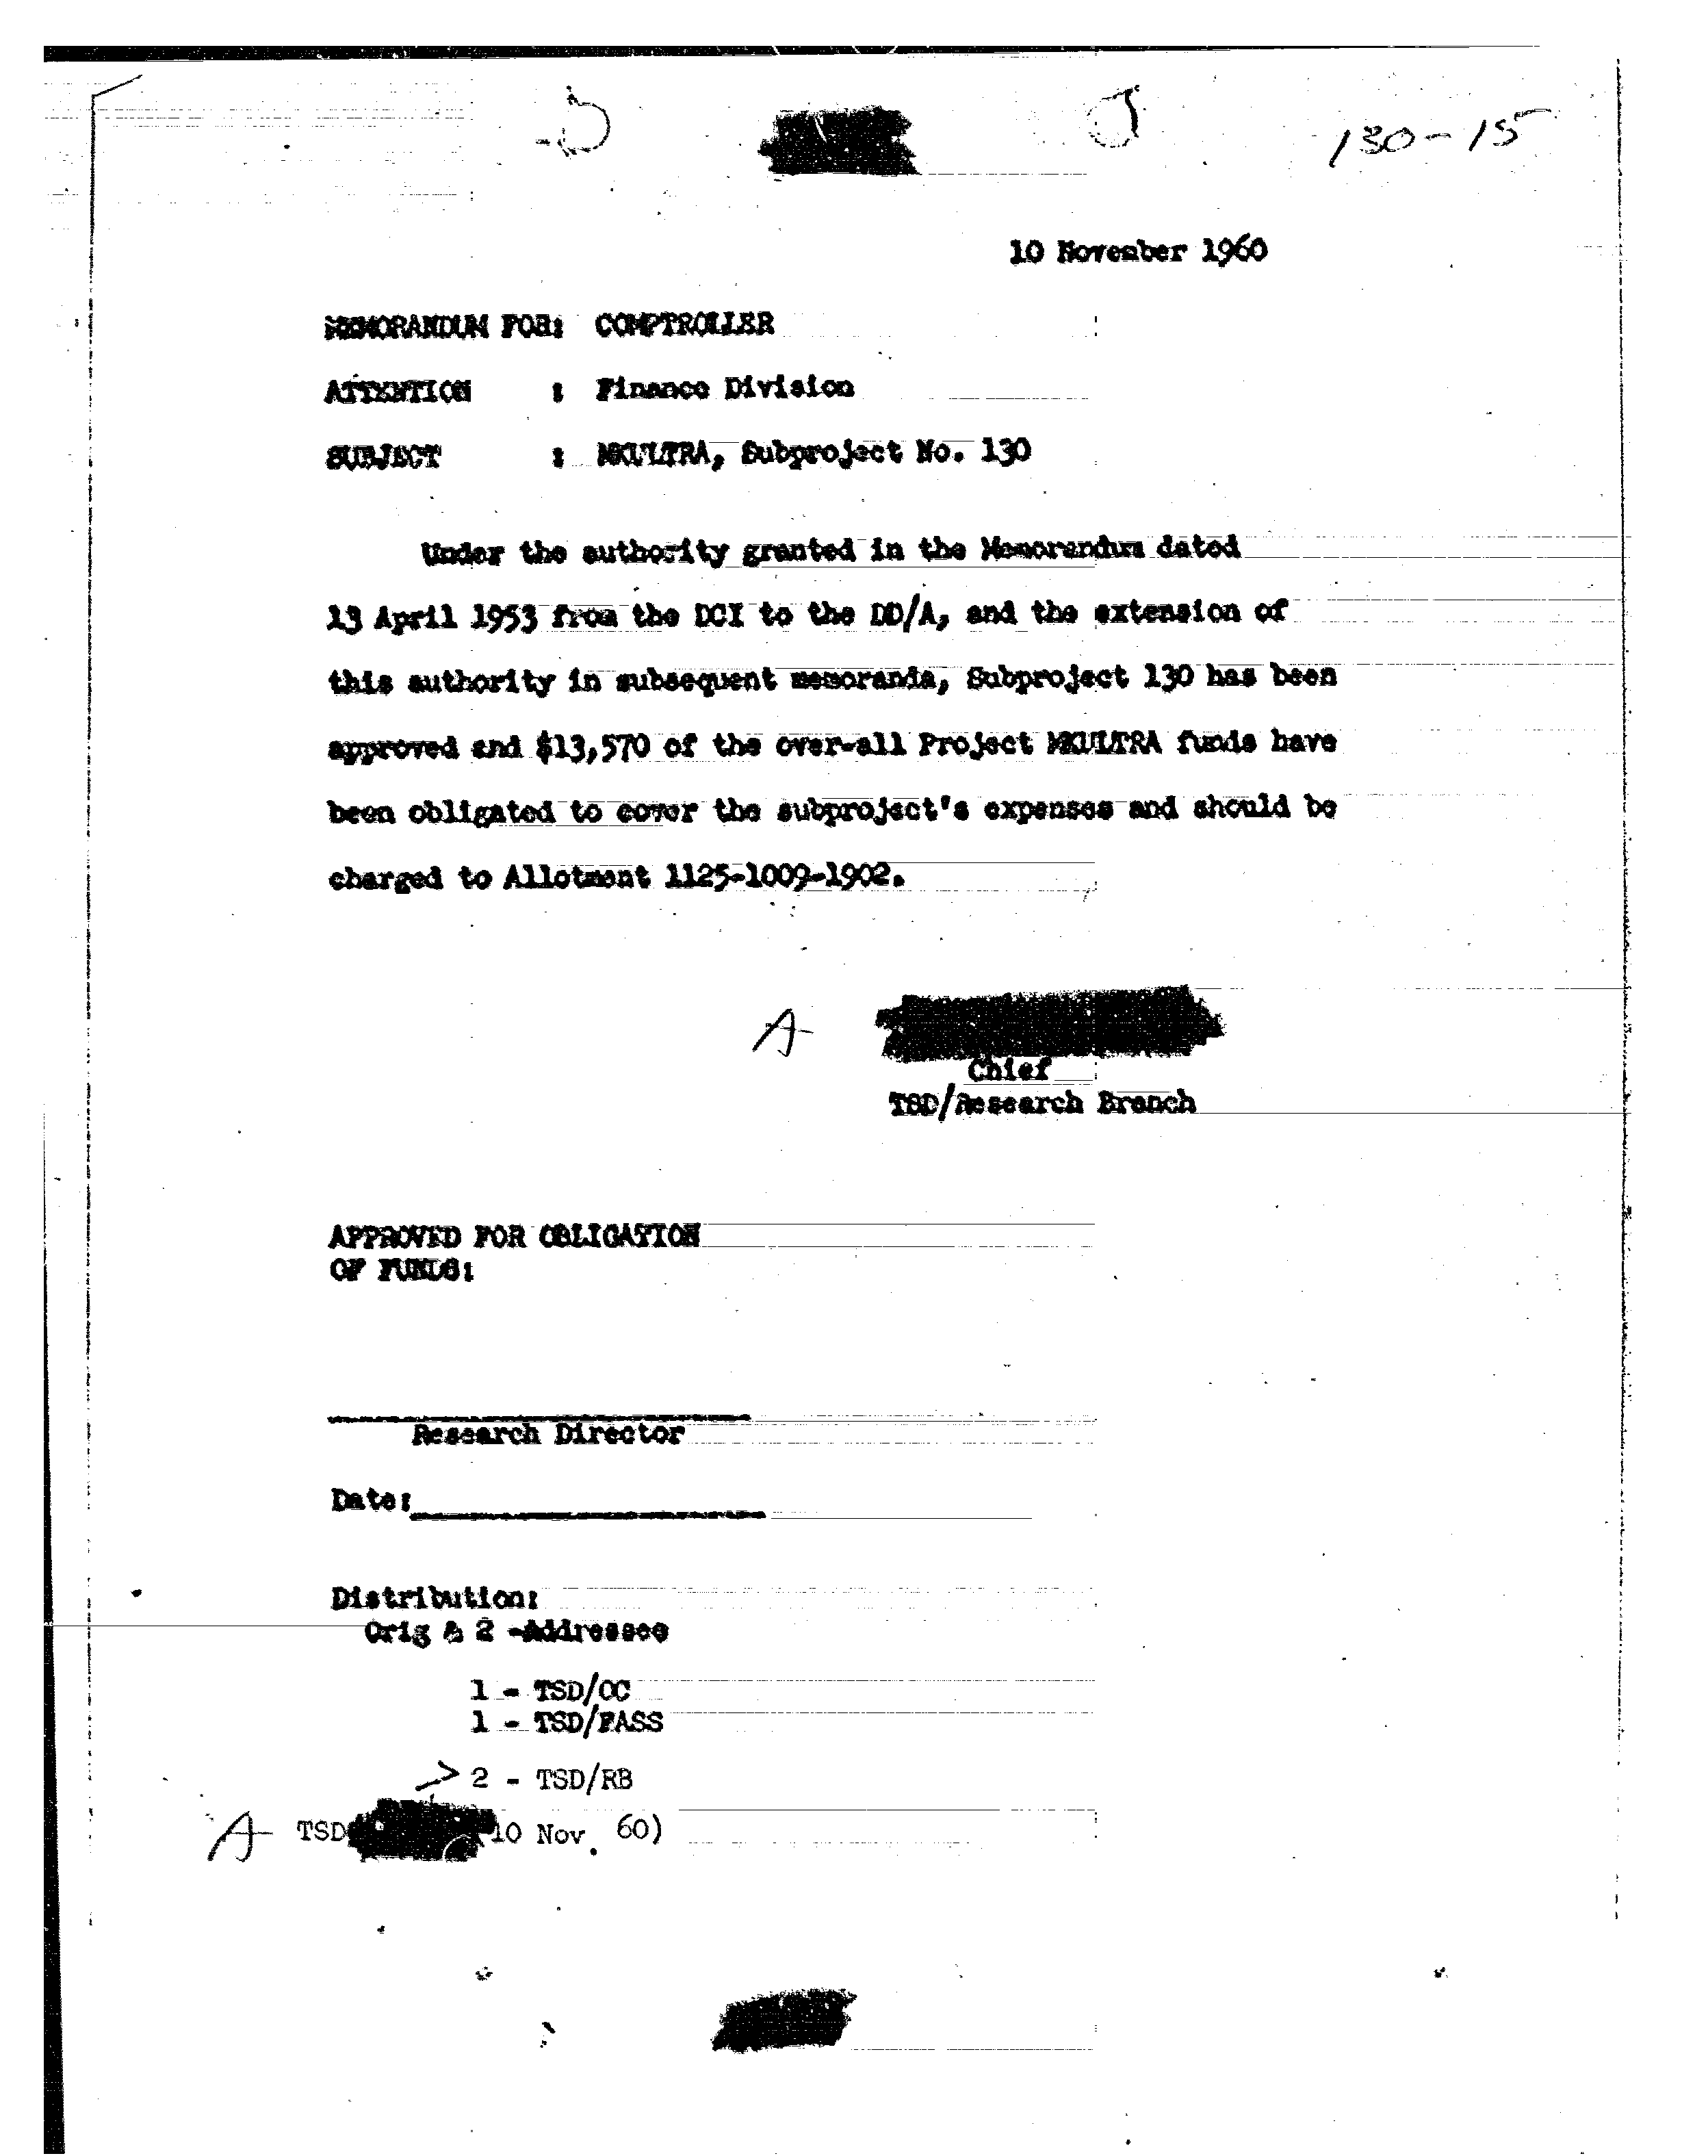 130-15
10 November 1960
MEMORANDUM FOR: COMPTROLLER
ATTENTION : Finance Division
SUBJECT : MKULTRA, Subproject No. 130
Under the authority granted in the Memorandum dated
13 April 1953 from the DCI to the DD/A, and the extension of
this authority in subsequent memoranda, Subproject 130 has been
approved and $13,570 of the over-all Project MKULTRA funds have
been obligated to cover the subproject's expenses and should be
charged to Allotment 1125-1009-1902.
A
Chief
TSD/Research Branch
APPROVED FOR OBLIGATION
OF FUNDS:
Research Director
Date:
Distribution:
Orig & 2 -Addressee
1 - TSD/OC
1 - TSD/FASS
> 2 - TSD/RB
A TSD 10 Nov. 60)